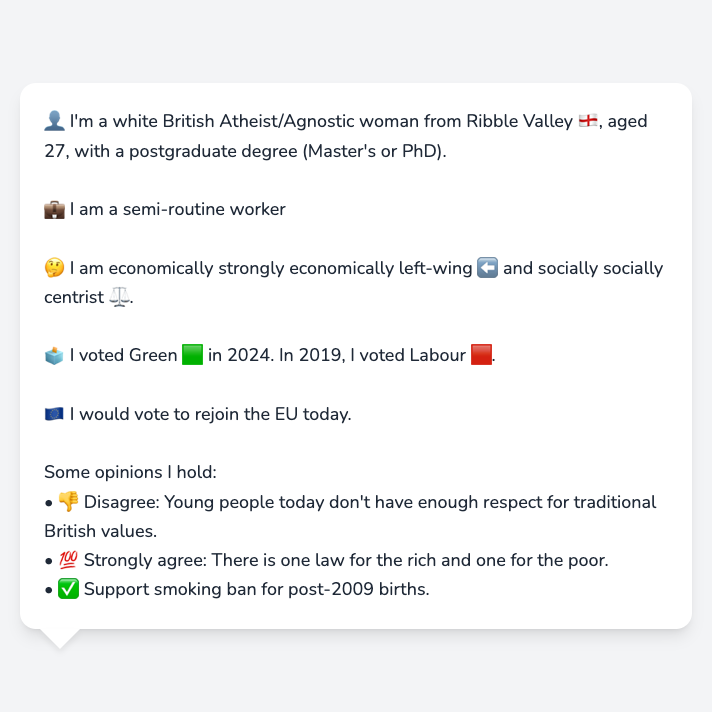 👤 I'm a white British Atheist/Agnostic woman from Ribble Valley 🏴󠁧󠁢󠁥󠁮󠁧󠁿, aged
27, with a postgraduate degree (Master's or PhD).
💼 I am a semi-routine worker
🤔 I am economically strongly economically left-wing ⬅️ and socially socially
centrist ⚖️.
🗳️ I voted Green 🟩 in 2024. In 2019, I voted Labour 🟥.
🇪🇺 I would vote to rejoin the EU today.
Some opinions I hold:
• 👎 Disagree: Young people today don't have enough respect for traditional
British values.
• 💯 Strongly agree: There is one law for the rich and one for the poor.
• ✅ Support smoking ban for post-2009 births.